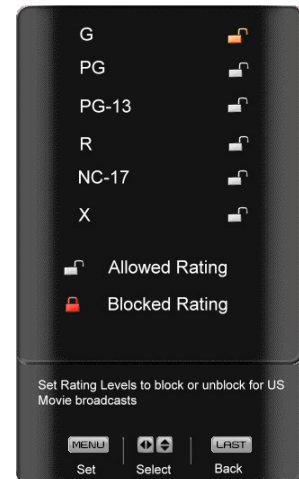 G
PG
PG-13
R
NC-17
X
Allowed Rating
Blocked Rating
Set Rating Levels to block or unblock for US
Movie broadcasts
MENU LAST
Set Select Back